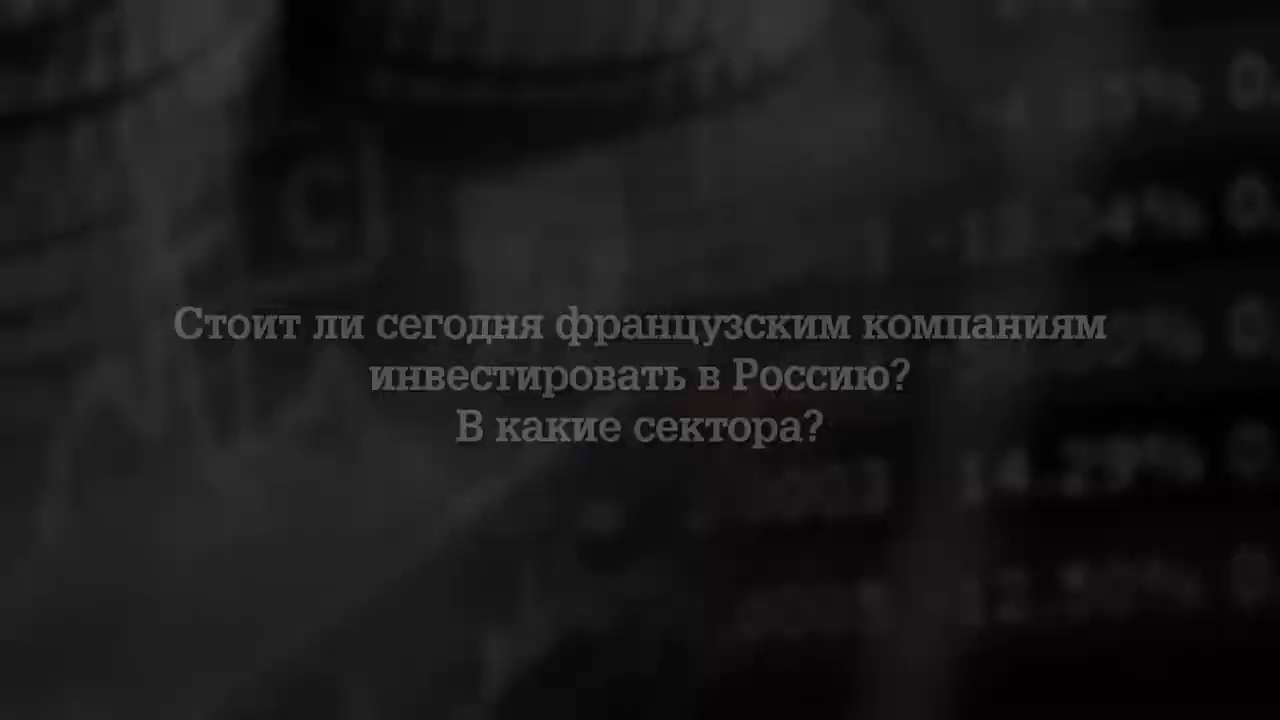 Стоит ли сегодня французским компаниям
инвестировать в Россию?
В какие сектора?